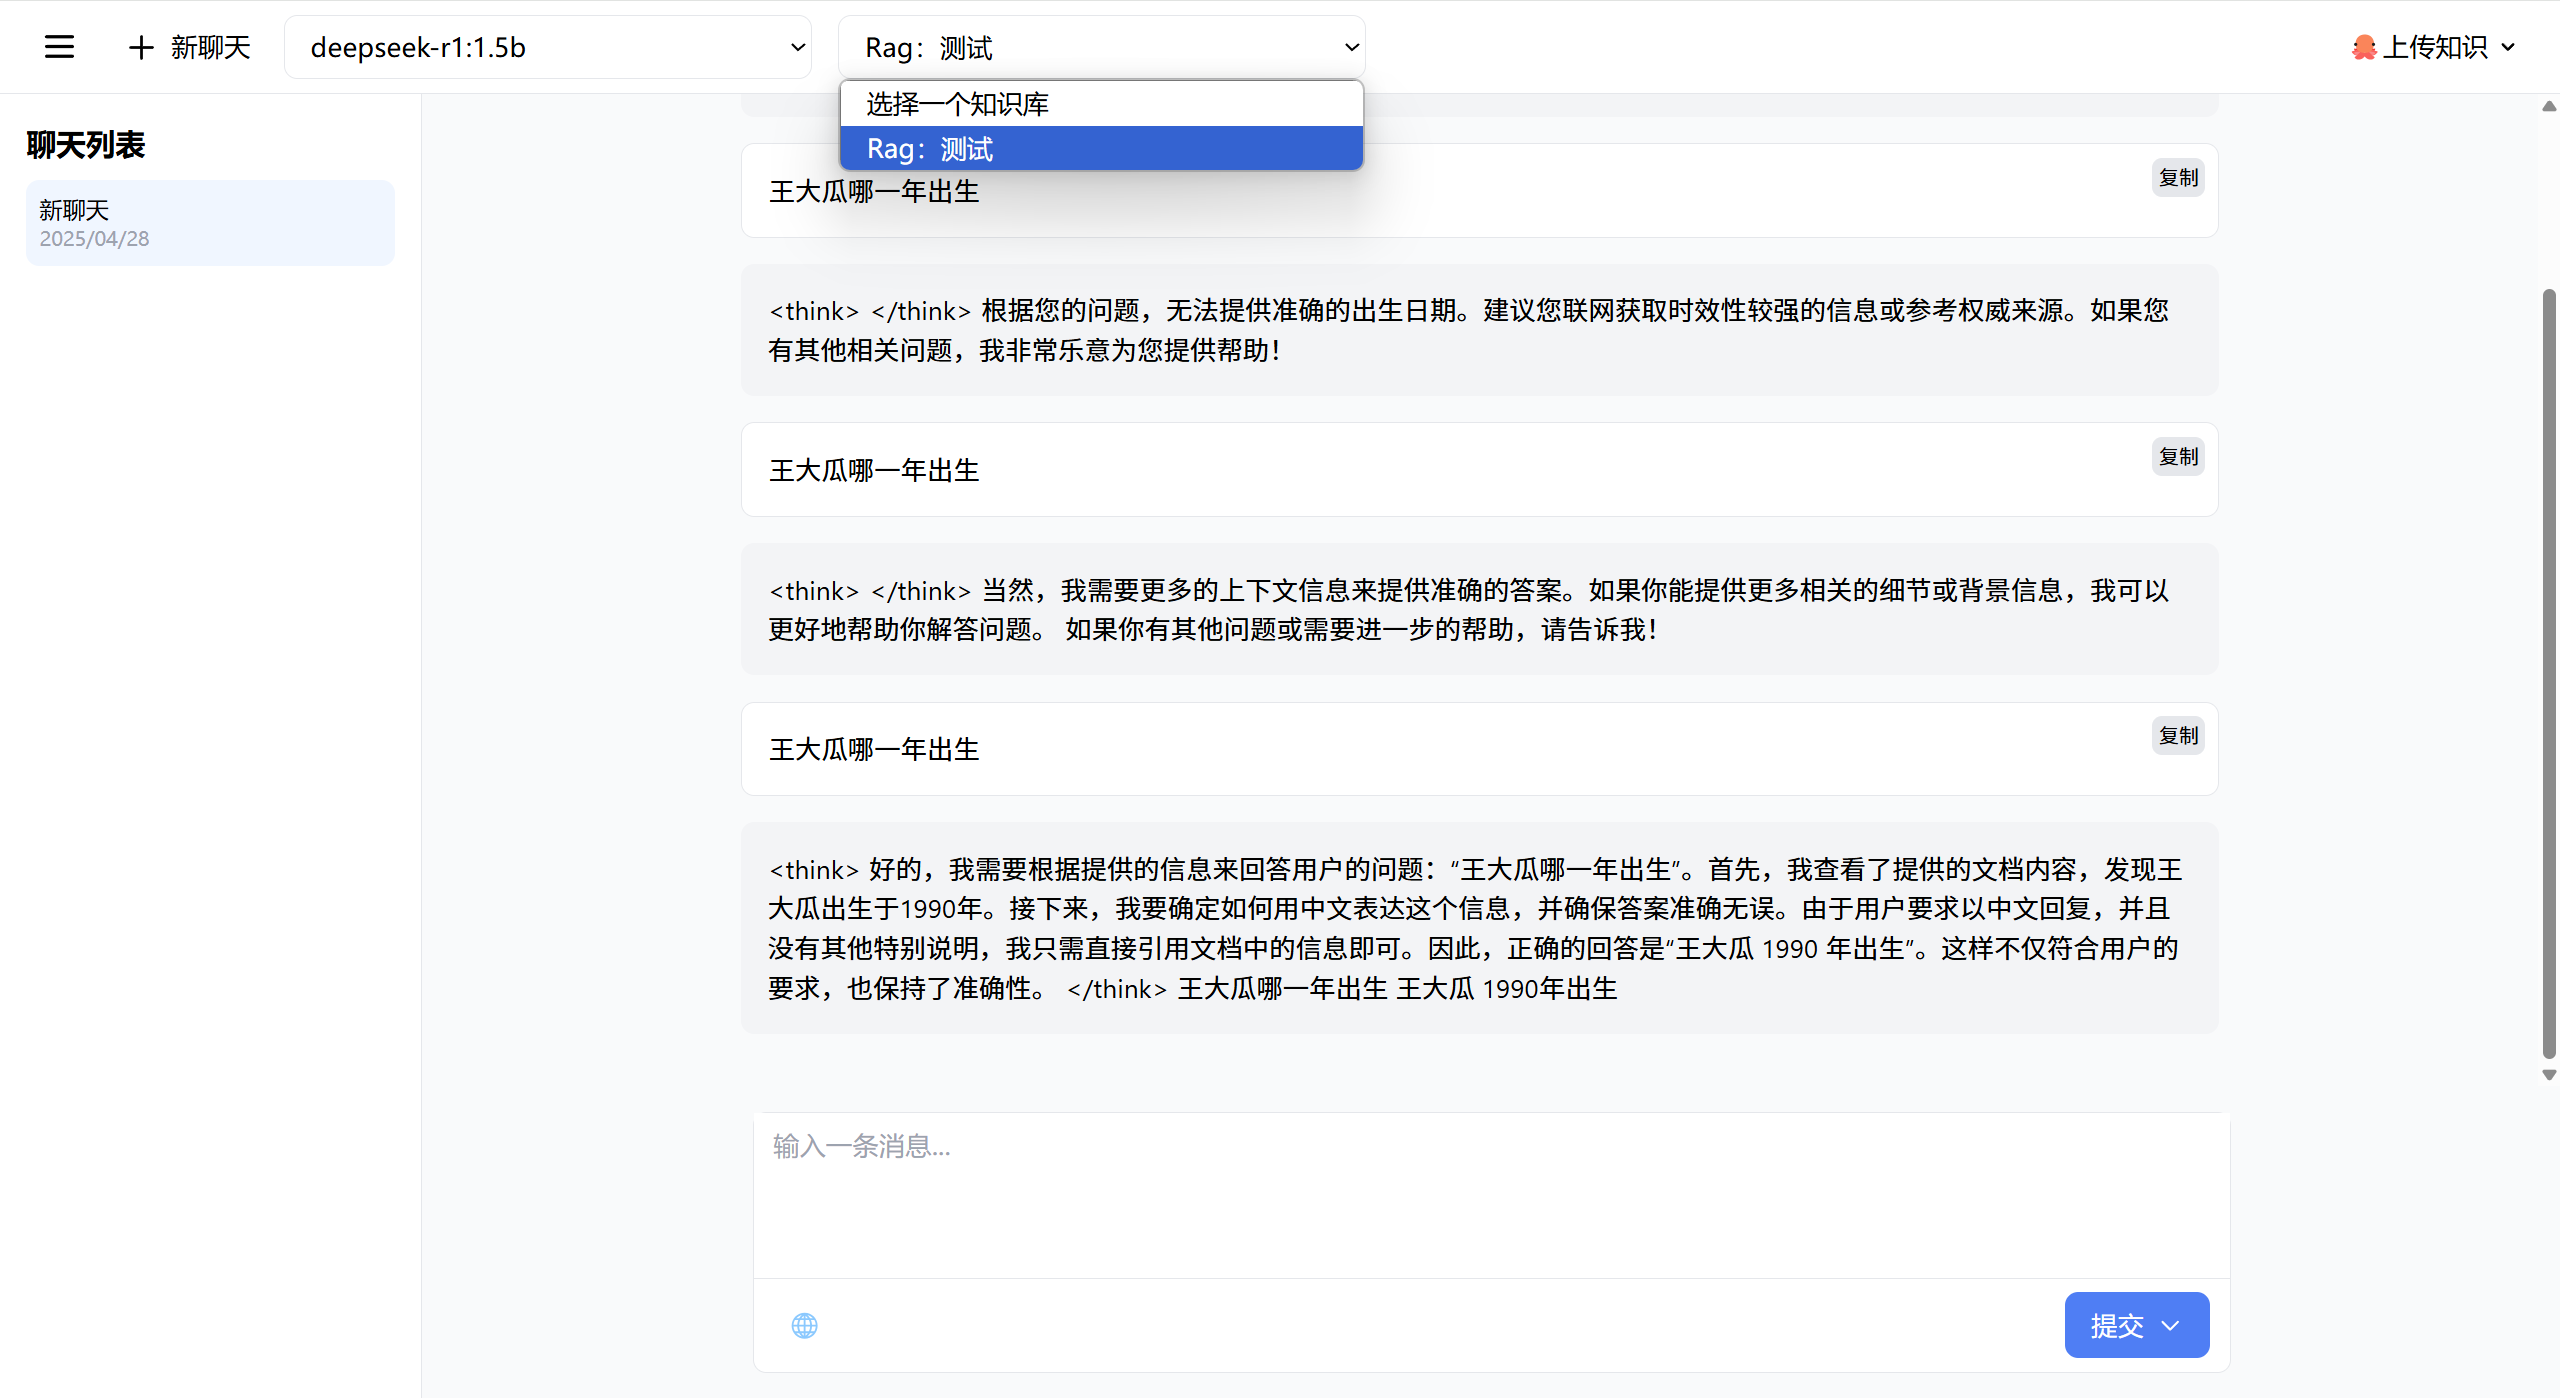 新聊天
deepseek-r1:1.5b
Rag：测试
上传知识
选择一个知识库
Rag：测试
聊天列表
新聊天
2025/04/28
王大瓜哪一年出生
复制
<think> </think> 根据您的问题，无法提供准确的出生日期。建议您联网获取时效性较强的信息或参考权威来源。如果您
有其他相关问题，我非常乐意为您提供帮助！
王大瓜哪一年出生
复制
<think> </think> 当然，我需要更多的上下文信息来提供准确的答案。如果你能提供更多相关的细节或背景信息，我可以
更好地帮助你解答问题。 如果你有其他问题或需要进一步的帮助，请告诉我！
王大瓜哪一年出生
复制
<think> 好的，我需要根据提供的信息来回答用户的问题：“王大瓜哪一年出生”。首先，我查看了提供的文档内容，发现王
大瓜出生于1990年。接下来，我要确定如何用中文表达这个信息，并确保答案准确无误。由于用户要求以中文回复，并且
没有其他特别说明，我只需直接引用文档中的信息即可。因此，正确的回答是“王大瓜 1990 年出生”。这样不仅符合用户的
要求，也保持了准确性。 </think> 王大瓜哪一年出生 王大瓜 1990年出生
输入一条消息...
提交